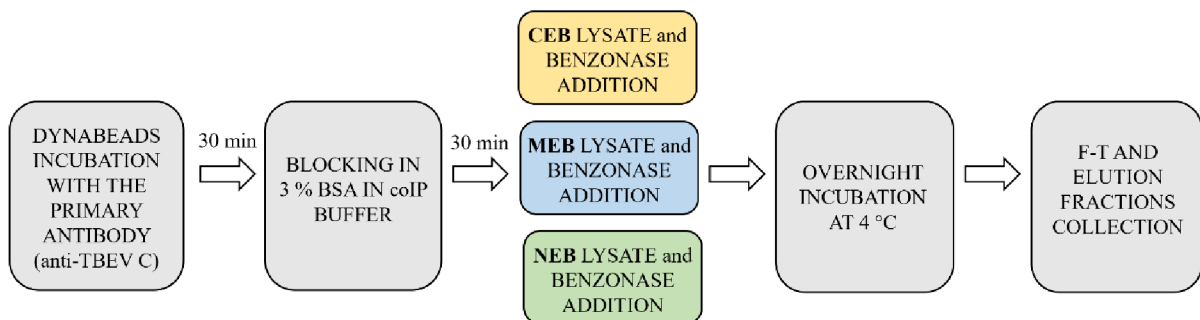 DYNABEADS
INCUBATION
WITH THE
PRIMARY
ANTIBODY
(anti-TBEV C)
30 min
BLOCKING IN
3 % BSA IN coIP
BUFFER
30 min
CEB LYSATE and
BENZONASE
ADDITION
MEB LYSATE and
BENZONASE
ADDITION
NEB LYSATE and
BENZONASE
ADDITION
OVERNIGHT
INCUBATION
AT 4 °C
F-T AND
ELUTION
FRACTIONS
COLLECTION